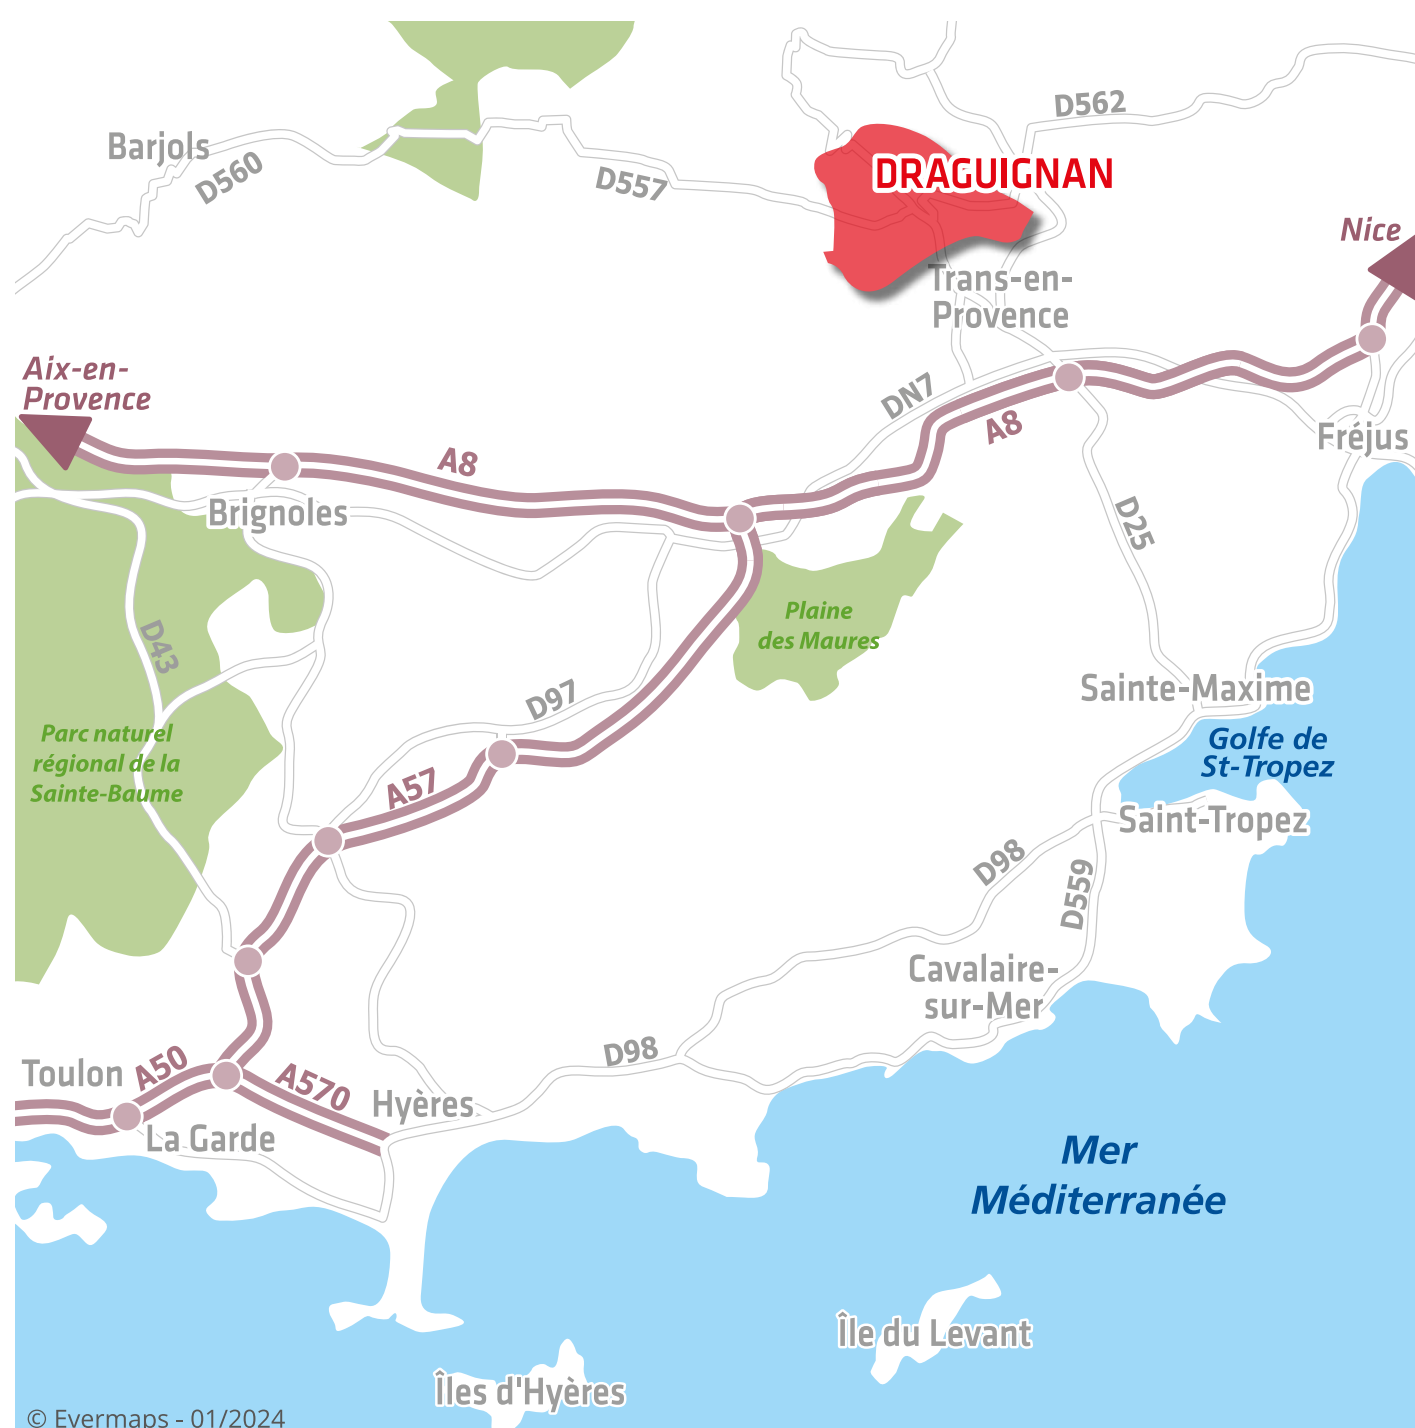 D562
Barjols
D560
D557
DRAGUIGNAN
Nice
Trans-en-
Provence
Aix-en-
Provence
DN7
A8
A8
Fréjus
Brignoles
D25
Plaine
des Maures
D43
Sainte-Maxime
D97
Parc naturel
régional de la
Sainte-Baume
Golfe de
St-Tropez
A57
Saint-Tropez
D98
D559
Cavalaire-
sur-Mer
D98
Toulon
A50
A570
Hyères
La Garde
Mer
Méditerranée
Île du Levant
Îles d'Hyères
© Evermaps - 01/2024